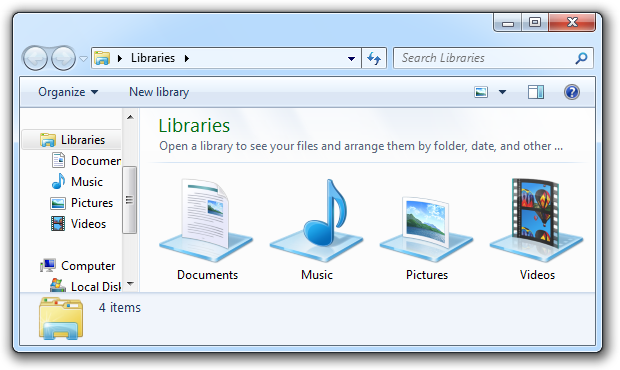 Libraries
Search Libraries
Organize
New library
Libraries
Documen
Music
Pictures
Videos
Computer
Local Disk
Libraries
Open a library to see your files and arrange them by folder, date, and other ...
Documents
Music
Pictures
Videos
4 items